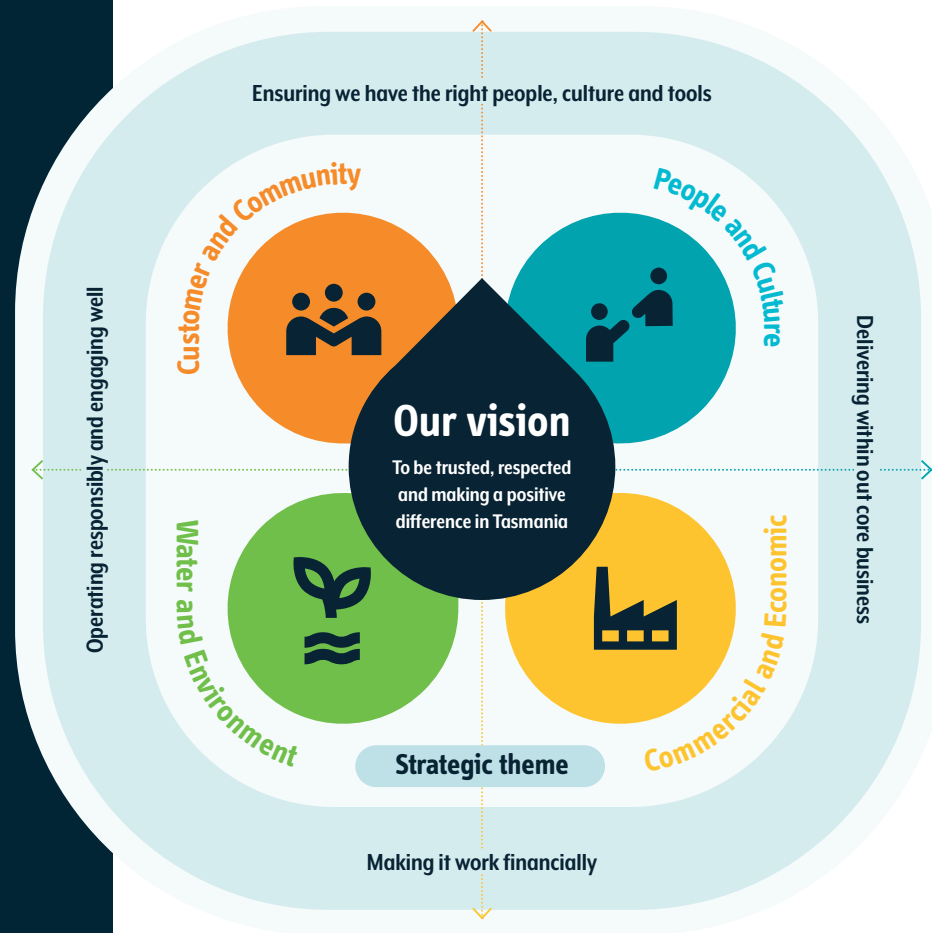 Ensuring we have the right people, culture and tools
Customer and Community
People and Culture
Operating responsibly and engaging well
Our vision
To be trusted, respected
and making a positive
difference in Tasmania
Delivering within out core business
Water and Environment
Commercial and Economic
Strategic theme
Making it work financially